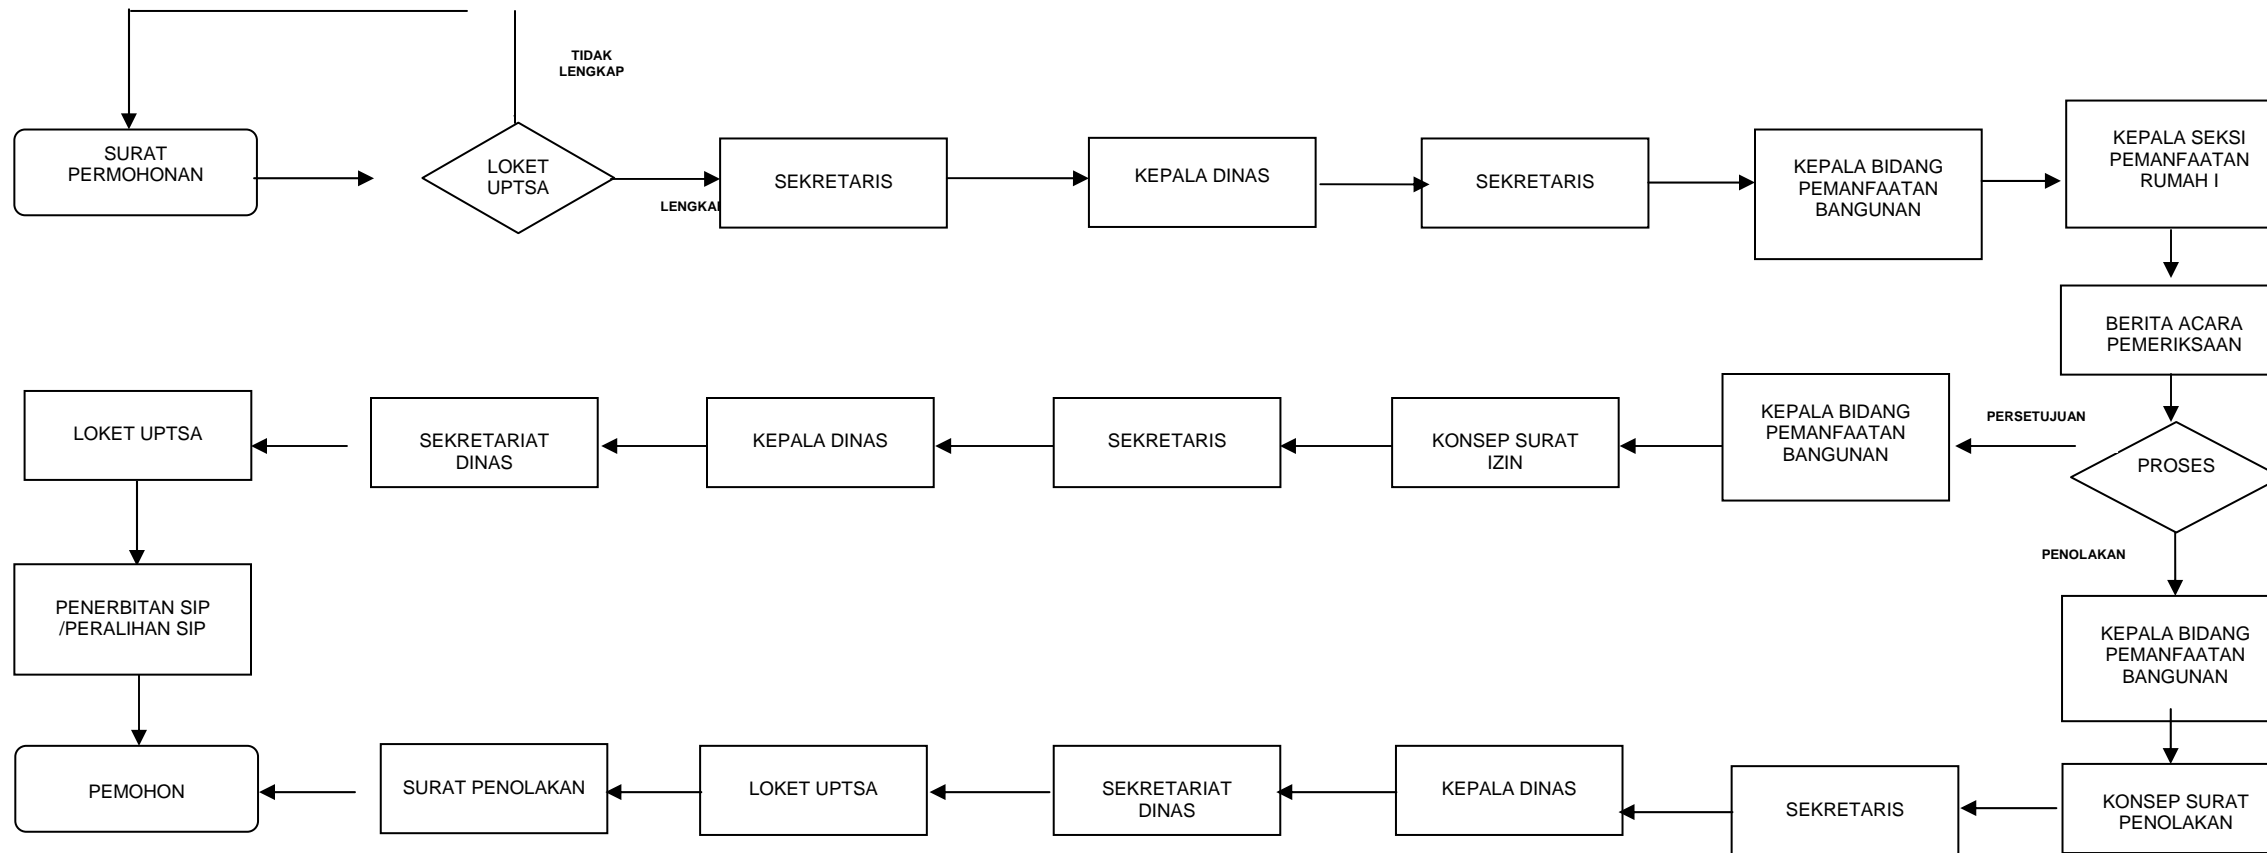 TIDAK
LENGKAP
SURAT
PERMOHONAN
LOKET
UPTSA
LENGKA
SEKRETARIS
KEPALA DINAS
SEKRETARIS
KEPALA BIDANG
PEMANFAATAN
BANGUNAN
KEPALA SEKSI
PEMANFAATAN
RUMAH I
BERITA ACARA
PEMERIKSAAN
LOKET UPTSA
SEKRETARIAT
DINAS
KEPALA DINAS
SEKRETARIS
KONSEP SURAT
IZIN
KEPALA BIDANG
PEMANFAATAN
BANGUNAN
PERSETUJUAN
PROSES
PENOLAKAN
PENERBITAN SIP
/PERALIHAN SIP
KEPALA BIDANG
PEMANFAATAN
BANGUNAN
PEMOHON
SURAT PENOLAKAN
LOKET UPTSA
SEKRETARIAT
DINAS
KEPALA DINAS
SEKRETARIS
KONSEP SURAT
PENOLAKAN